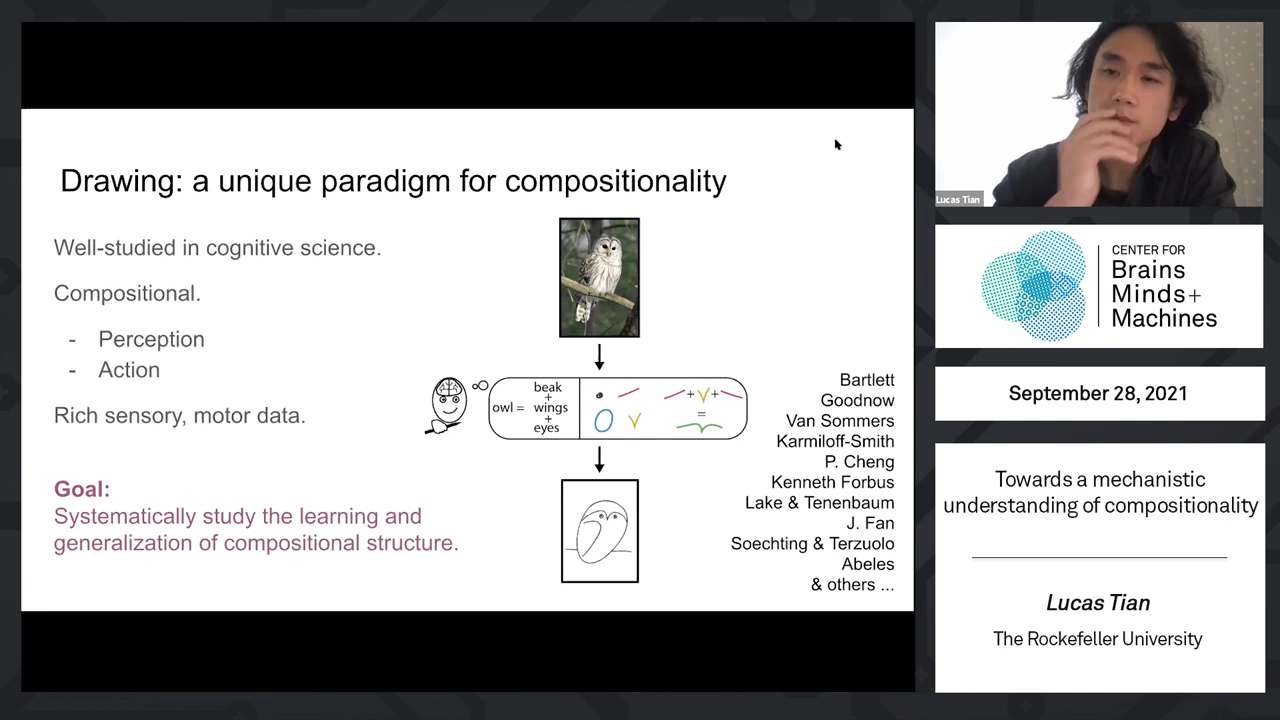 Drawing: a unique paradigm for compositionality
Well-studied in cognitive science.
Compositional.
- Perception
- Action
Rich sensory, motor data.
Goal:
Systematically study the learning and
generalization of compositional structure.
owl =
beak
+
wings
+
eyes
+ +
=
Bartlett
Goodnow
Van Sommers
Karmiloff-Smith
P. Cheng
Kenneth Forbus
Lake & Tenenbaum
J. Fan
Soechting & Terzuolo
Abeles
& others ...
Lucas Tian
CENTER FOR
Brains
Minds+
Machines
September 28, 2021
Towards a mechanistic
understanding of compositionality
Lucas Tian
The Rockefeller University